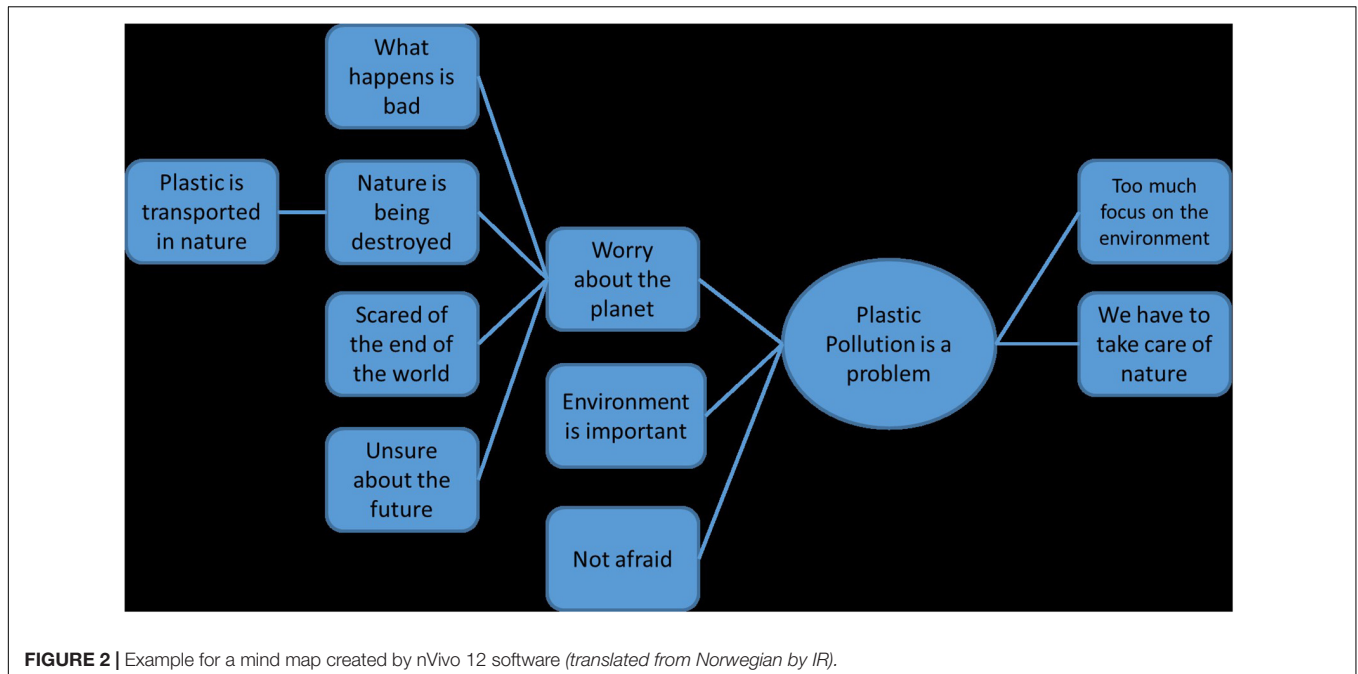 What
happens is
bad
Plastic is
transported
in nature
Nature is
being
destroyed
Scared of
the end of
the world
Unsure
about the
future
Worry
about the
planet
Environment
is important
Not afraid
Plastic
Pollution is a
problem
Too much
focus on the
environment
We have to
take care of
nature
FIGURE 2 | Example for a mind map created by nVivo 12 software (translated from Norwegian by IR).